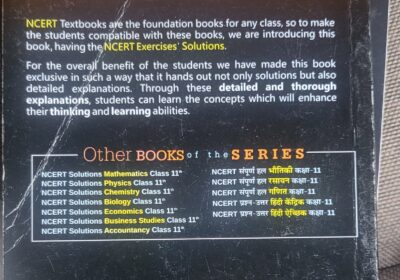 NCERT Textbooks are the foundation books for any class, so to make
the students compatible with these books, we are introducing this
book, having the NCERT Exercises' Solutions.
For the overall benefit of the students we have made this book
exclusive in such a way that it hands out not only solutions but also
detailed explanations. Through these detailed and thorough
explanations, students can learn the concepts which will enhance
their thinking and learning abilities.
Other BOOKS of the SERIES
NCERT Solutions Mathematics Class 11th
NCERT Solutions Physics Class 11th
NCERT Solutions Chemistry Class 11th
NCERT Solutions Biology Class 11th
NCERT Solutions Economics Class 11th
NCERT Solutions Business Studies Class 11th
NCERT Solutions Accountancy Class 11th
NCERT संपूर्ण हल भौतिकी कक्षा-11
NCERT संपूर्ण हल रसायन कक्षा-11
NCERT संपूर्ण हल गणित कक्षा-11
NCERT प्रश्न-उत्तर हिंदी केंद्रिक कक्षा-11
NCERT प्रश्न-उत्तर हिंदी ऐच्छिक कक्षा-11